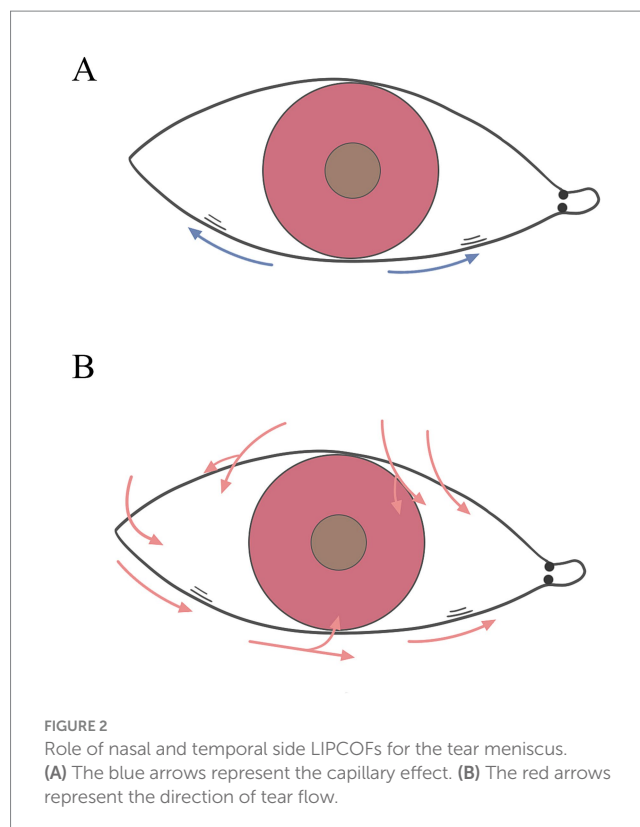 A
B
FIGURE 2
Role of nasal and temporal side LIPCOFs for the tear meniscus.
(A) The blue arrows represent the capillary effect. (B) The red arrows
represent the direction of tear flow.